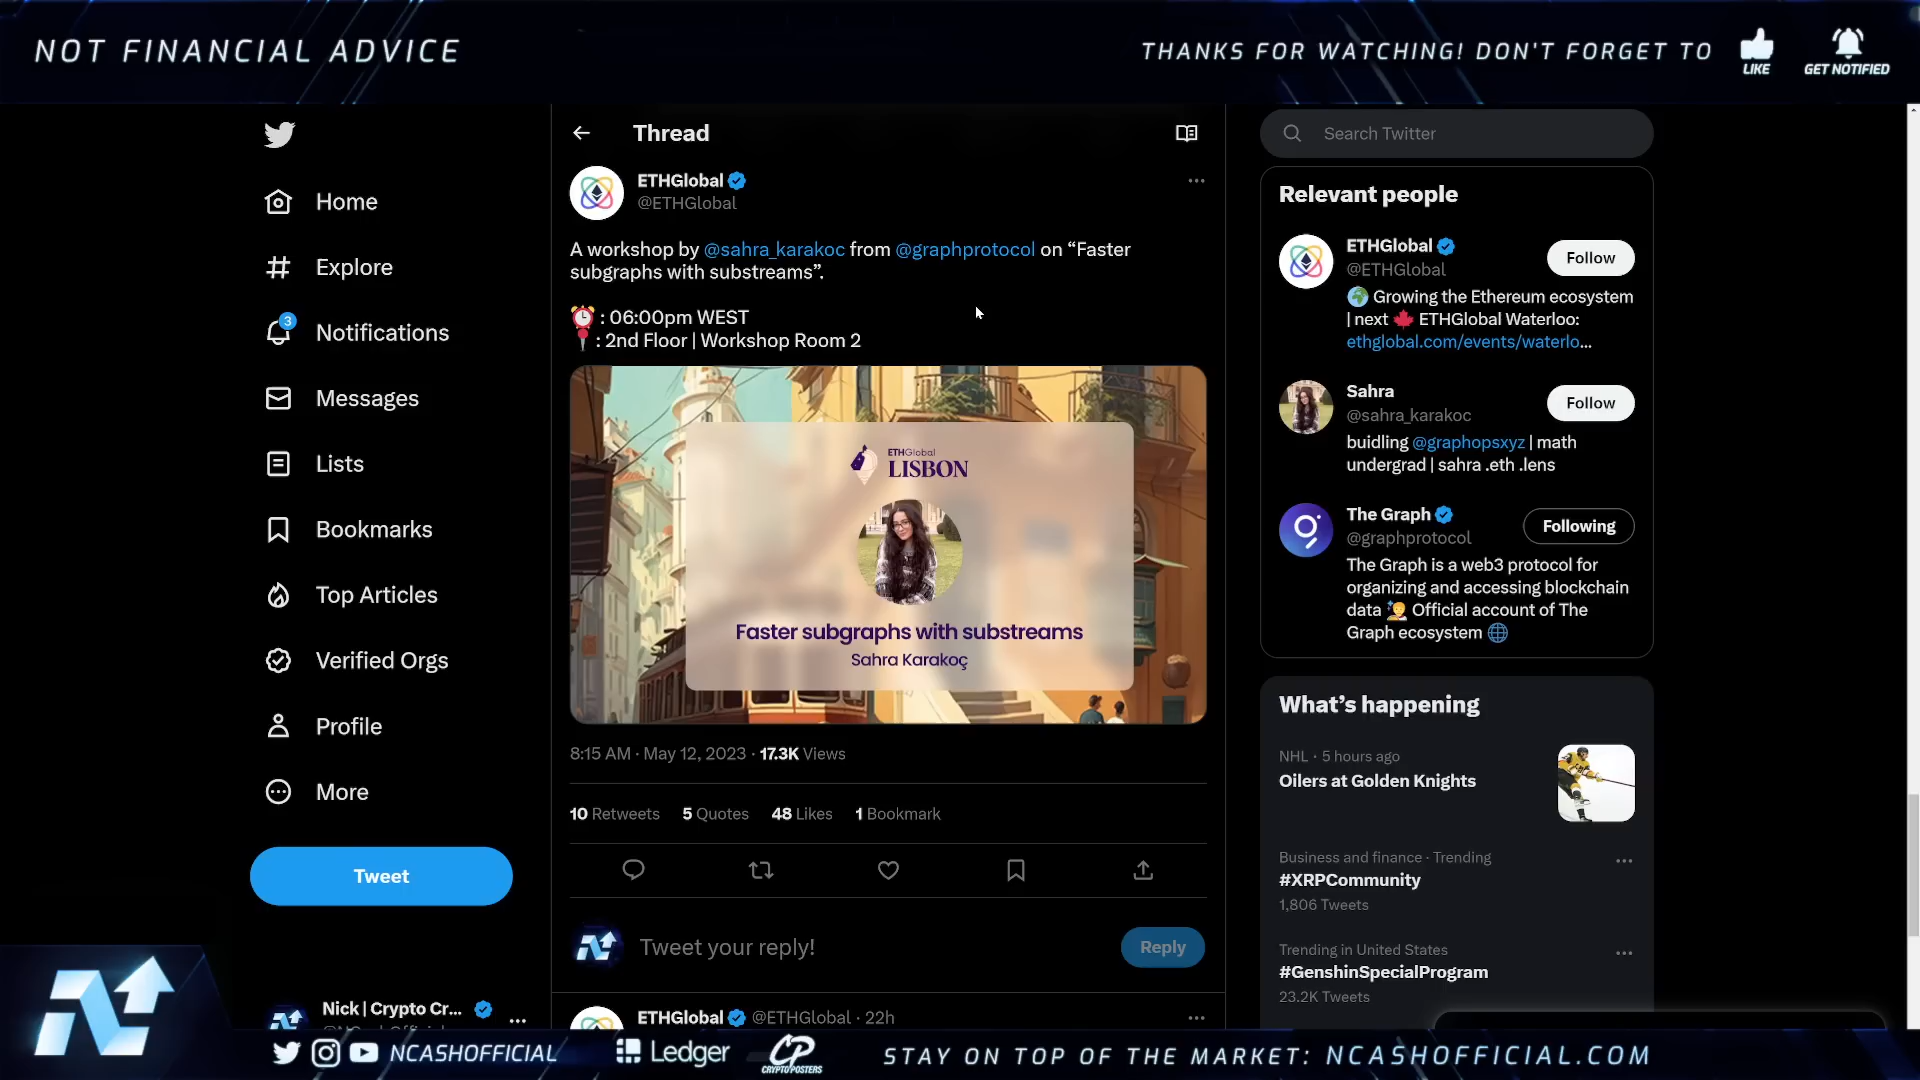 NOT FINANCIAL ADVICE
THANKS FOR WATCHING! DON'T FORGET TO
LIKE
GET NOTIFIED
Home
Explore
3
Notifications
Messages
Lists
Bookmarks
Top Articles
Verified Orgs
Profile
More
Tweet
Nick | Crypto Cr...
Thread
ETHGlobal
@ETHGlobal
A workshop by @sahra_karakoc from @graphprotocol on “Faster
subgraphs with substreams”.
: 06:00pm WEST
: 2nd Floor | Workshop Room 2
ETHGlobal
LISBON
Faster subgraphs with substreams
Sahra Karakoç
8:15 AM · May 12, 2023 · 17.3K Views
10 Retweets 5 Quotes 48 Likes 1 Bookmark
Tweet your reply!
Reply
ETHGlobal @ETHGlobal · 22h
Search Twitter
Relevant people
ETHGlobal
@ETHGlobal
Follow
Growing the Ethereum ecosystem
| next ETHGlobal Waterloo:
ethglobal.com/events/waterlo...
Sahra
@sahra_karakoc
Follow
buidling @graphopsxyz | math
undergrad | sahra .eth .lens
The Graph
@graphprotocol
Following
The Graph is a web3 protocol for
organizing and accessing blockchain
data Official account of The
Graph ecosystem
What’s happening
NHL · 5 hours ago
Oilers at Golden Knights
Business and finance · Trending
#XRPCommunity
1,806 Tweets
Trending in United States
#GenshinSpecialProgram
23.2K Tweets
NCASHOFFICIAL
Ledger
CP
CRYPTOPOSTERS
STAY ON TOP OF THE MARKET: NCASHOFFICIAL.COM